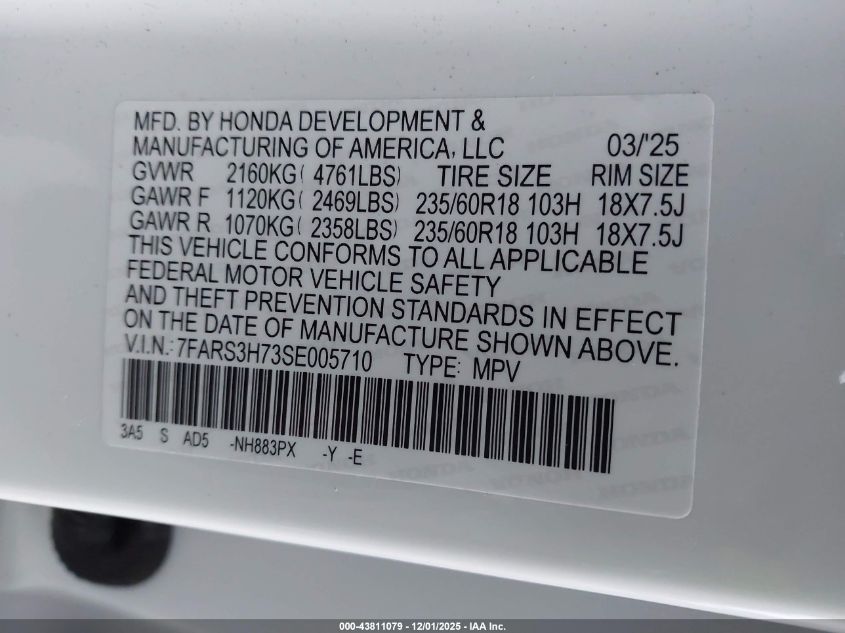 MFD. BY HONDA DEVELOPMENT &
MANUFACTURING OF AMERICA, LLC 03/'25
GVWR 2160KG( 4761LBS) TIRE SIZE RIM SIZE
GAWR F 1120KG( 2469LBS) 235/60R18 103H 18X7.5J
GAWR R 1070KG( 2358LBS) 235/60R18 103H 18X7.5J
THIS VEHICLE CONFORMS TO ALL APPLICABLE
FEDERAL MOTOR VEHICLE SAFETY
AND THEFT PREVENTION STANDARDS IN EFFECT
ON THE DATE OF MANUFACTURE SHOWN ABOVE.
V.I.N.:7FARS3H73SE005710 TYPE: MPV
3A5 S AD5 -NH883PX -Y -E
000-43811079 - 12/01/2025 - IAA Inc.